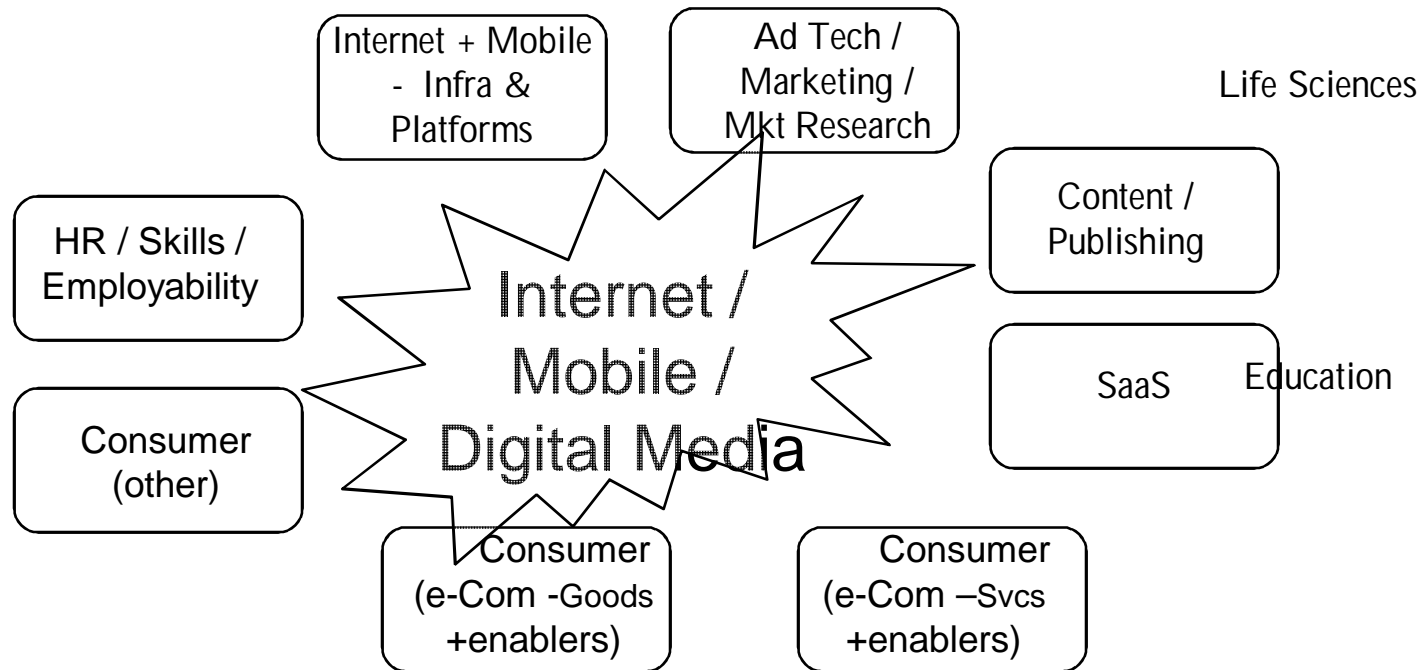 Internet + Mobile
- Infra &
Platforms
Ad Tech /
Marketing /
Mkt Research
Life Sciences
HR / Skills /
Employability
Content /
Publishing
Internet /
Mobile /
Digital Media
SaaS
Education
Consumer
(other)
Consumer
(e-Com -Goods
+enablers)
Consumer
(e-Com –Svcs
+enablers)